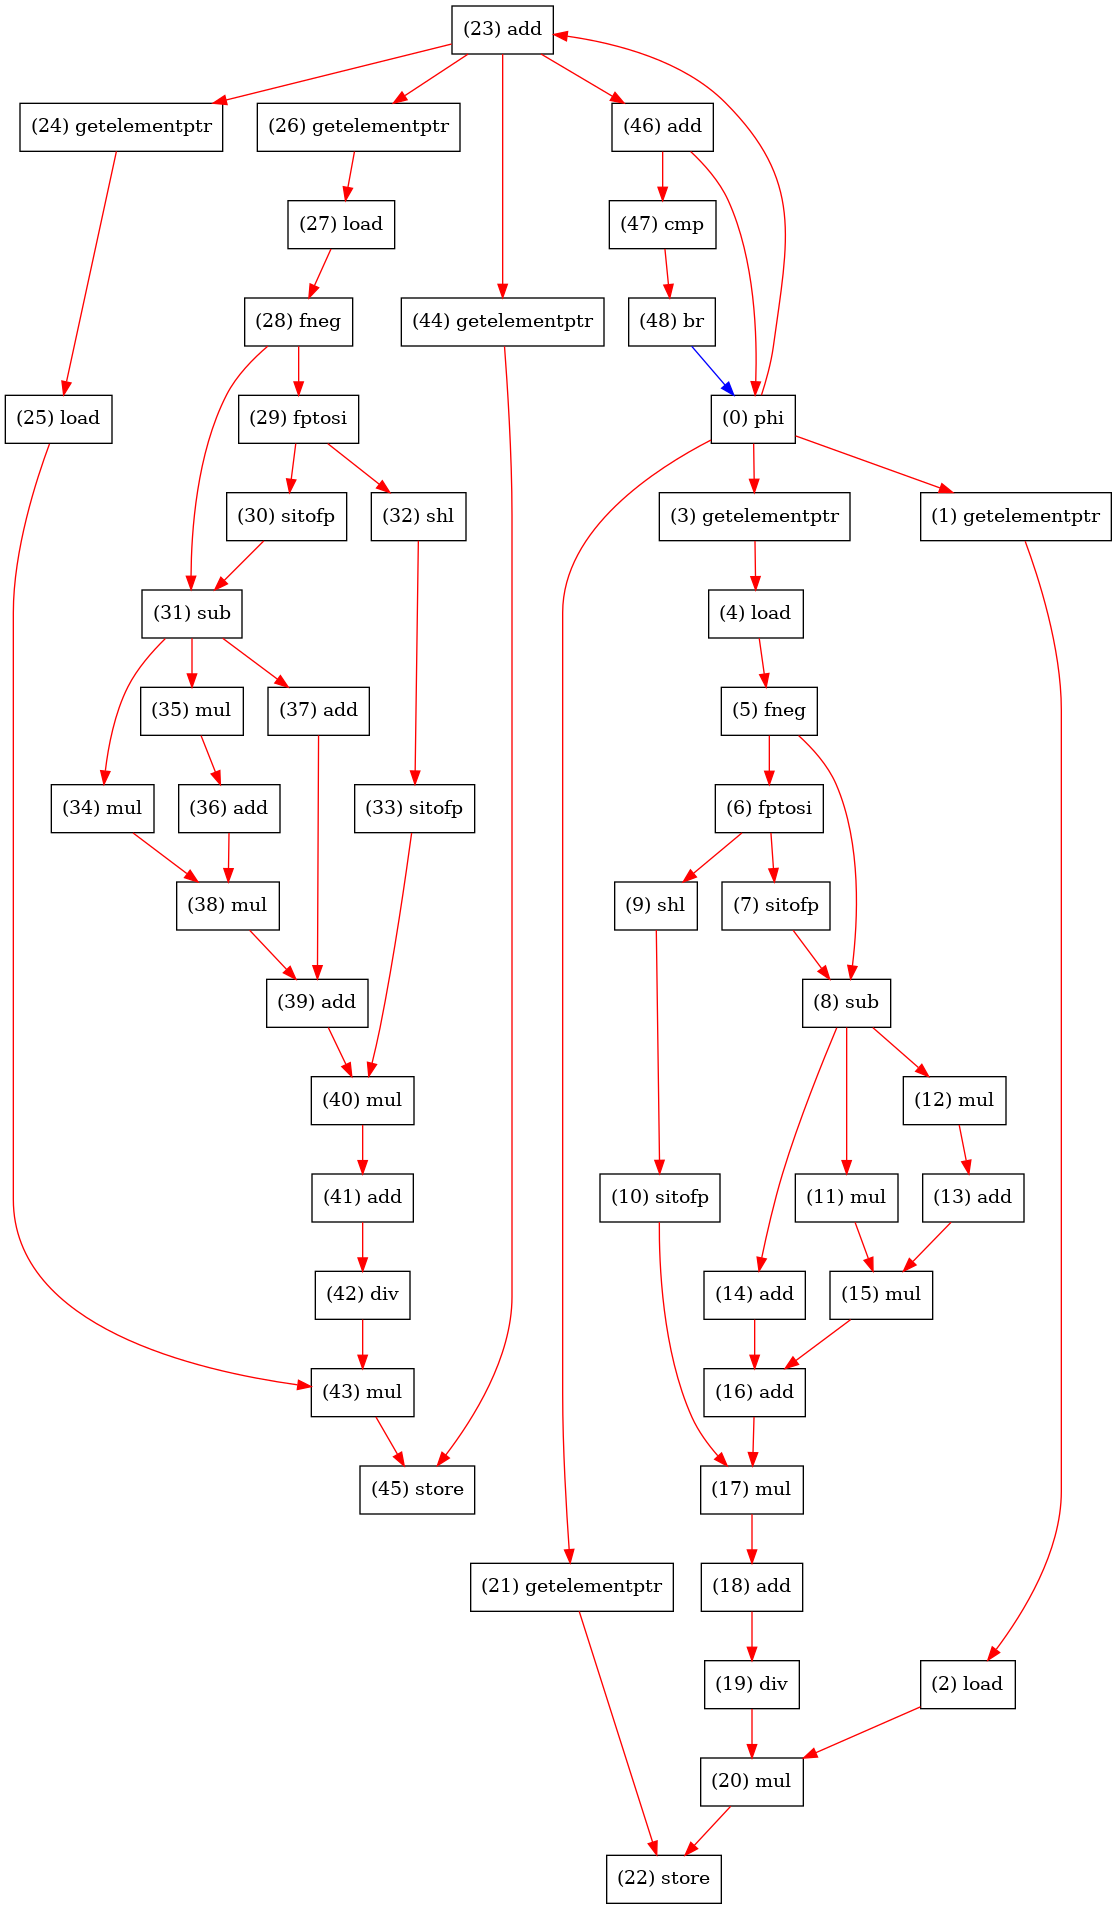 (23) add
(24) getelementptr
(26) getelementptr
(46) add
(27) load
(47) cmp
(28) fneg
(44) getelementptr
(48) br
(25) load
(29) fptosi
(0) phi
(30) sitofp
(32) shl
(3) getelementptr
(1) getelementptr
(31) sub
(4) load
(35) mul
(37) add
(5) fneg
(34) mul
(36) add
(33) sitofp
(6) fptosi
(38) mul
(9) shl
(7) sitofp
(39) add
(8) sub
(40) mul
(12) mul
(41) add
(10) sitofp
(11) mul
(13) add
(42) div
(14) add
(15) mul
(43) mul
(16) add
(45) store
(17) mul
(21) getelementptr
(18) add
(19) div
(2) load
(20) mul
(22) store